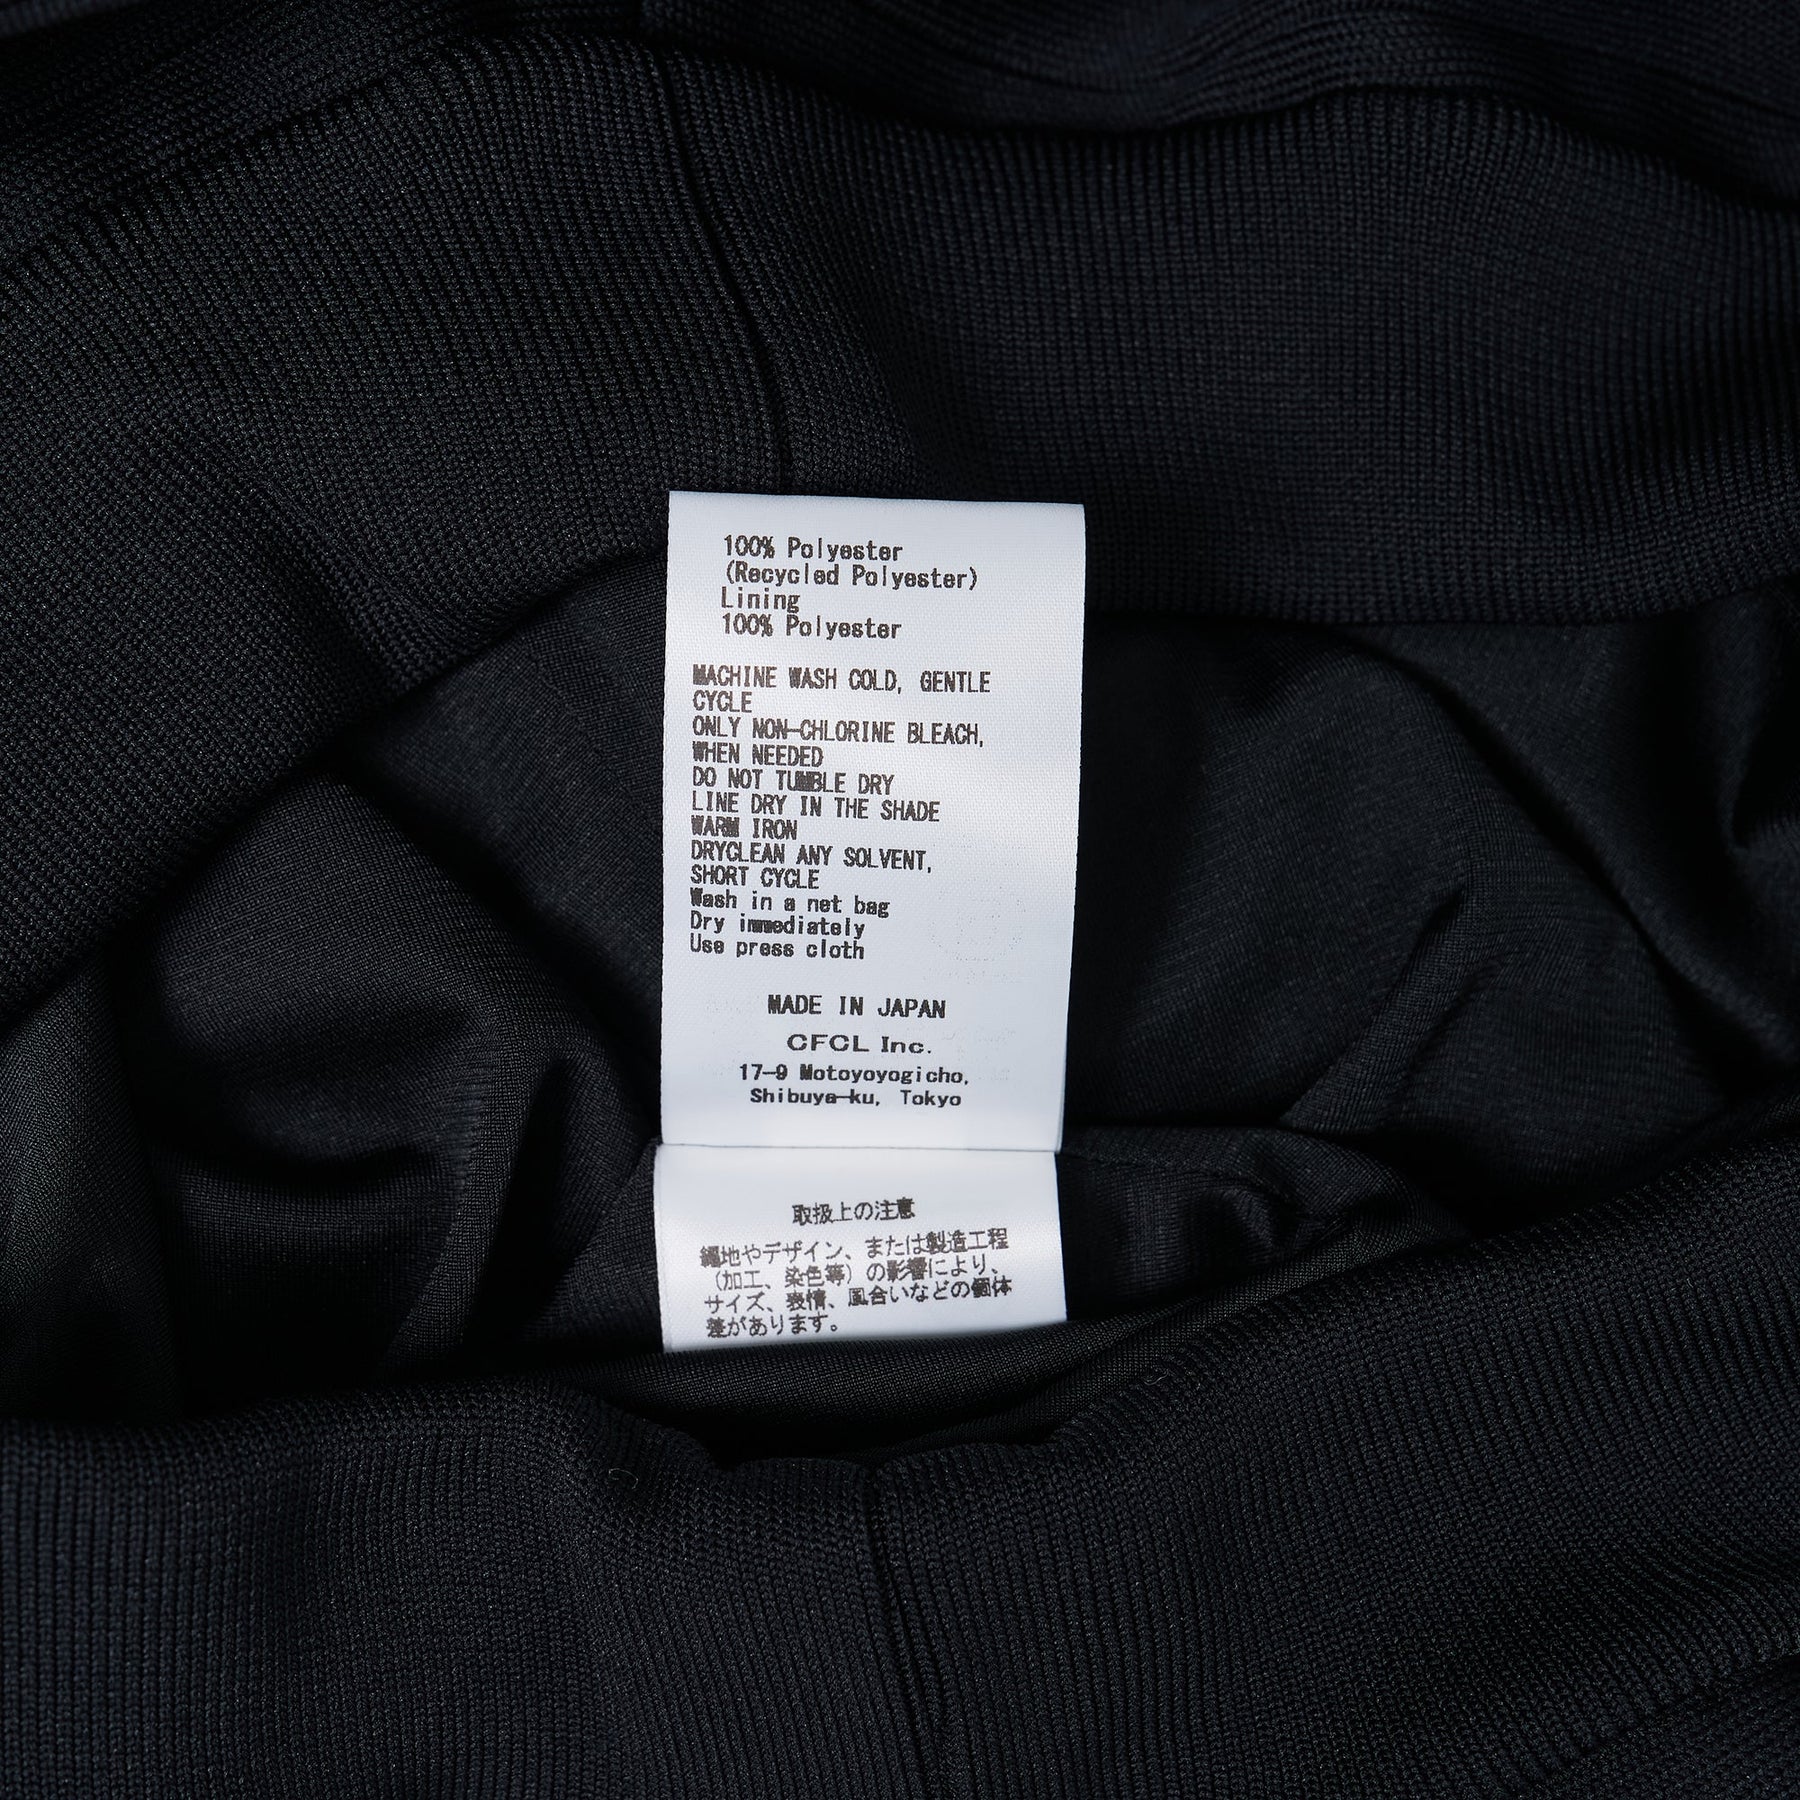 100% Polyester
(Recycled Polyester)
Lining
100% Polyester
MACHINE WASH COLD, GENTLE
CYCLE
ONLY NON-CHLORINE BLEACH,
WHEN NEEDED
DO NOT TUMBLE DRY
LINE DRY IN THE SHADE
WARM IRON
DRYCLEAN ANY SOLVENT,
SHORT CYCLE
Wash in a net bag
Dry immediately
Use press cloth
MADE IN JAPAN
CFCL Inc.
17-9 Motoyoyogicho,
Shibuya-ku, Tokyo
取扱上の注意
編地やデザイン、または製造工程
(加工、染色等)の影響により、
サイズ、表情、風合いなどの個体
差があります。